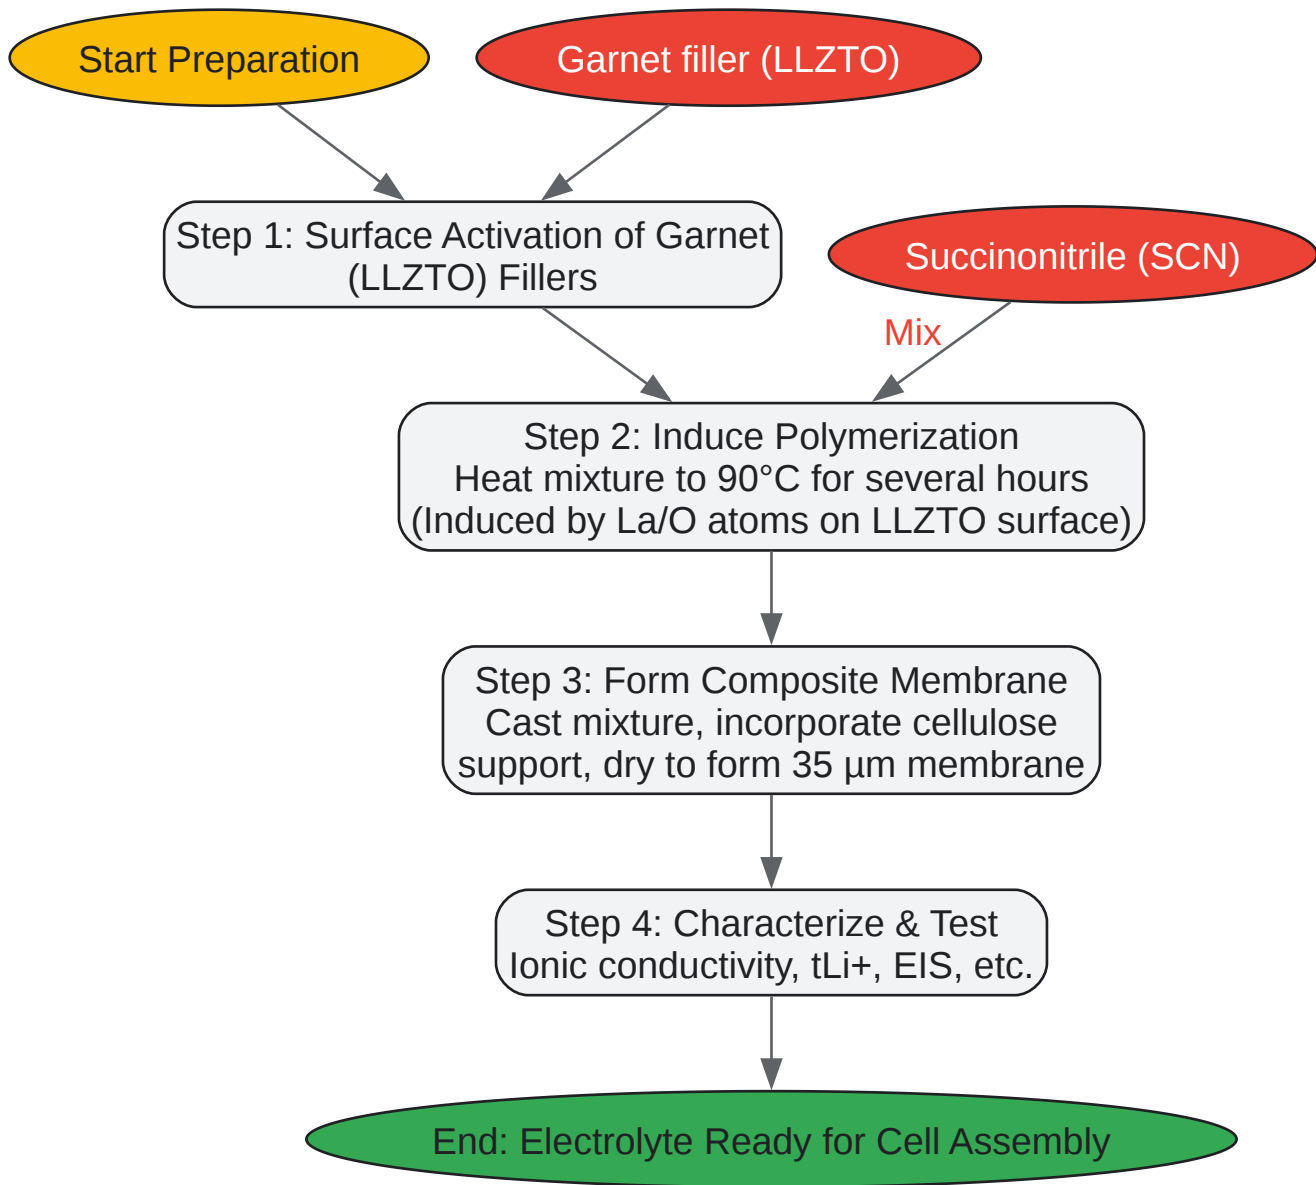 Start Preparation
Garnet filler (LLZTO)
Step 1: Surface Activation of Garnet
(LLZTO) Fillers
Succinonitrile (SCN)
Mix
Step 2: Induce Polymerization
Heat mixture to 90°C for several hours
(Induced by La/O atoms on LLZTO surface)
Step 3: Form Composite Membrane
Cast mixture, incorporate cellulose
support, dry to form 35 µm membrane
Step 4: Characterize & Test
Ionic conductivity, tLi+, EIS, etc.
End: Electrolyte Ready for Cell Assembly